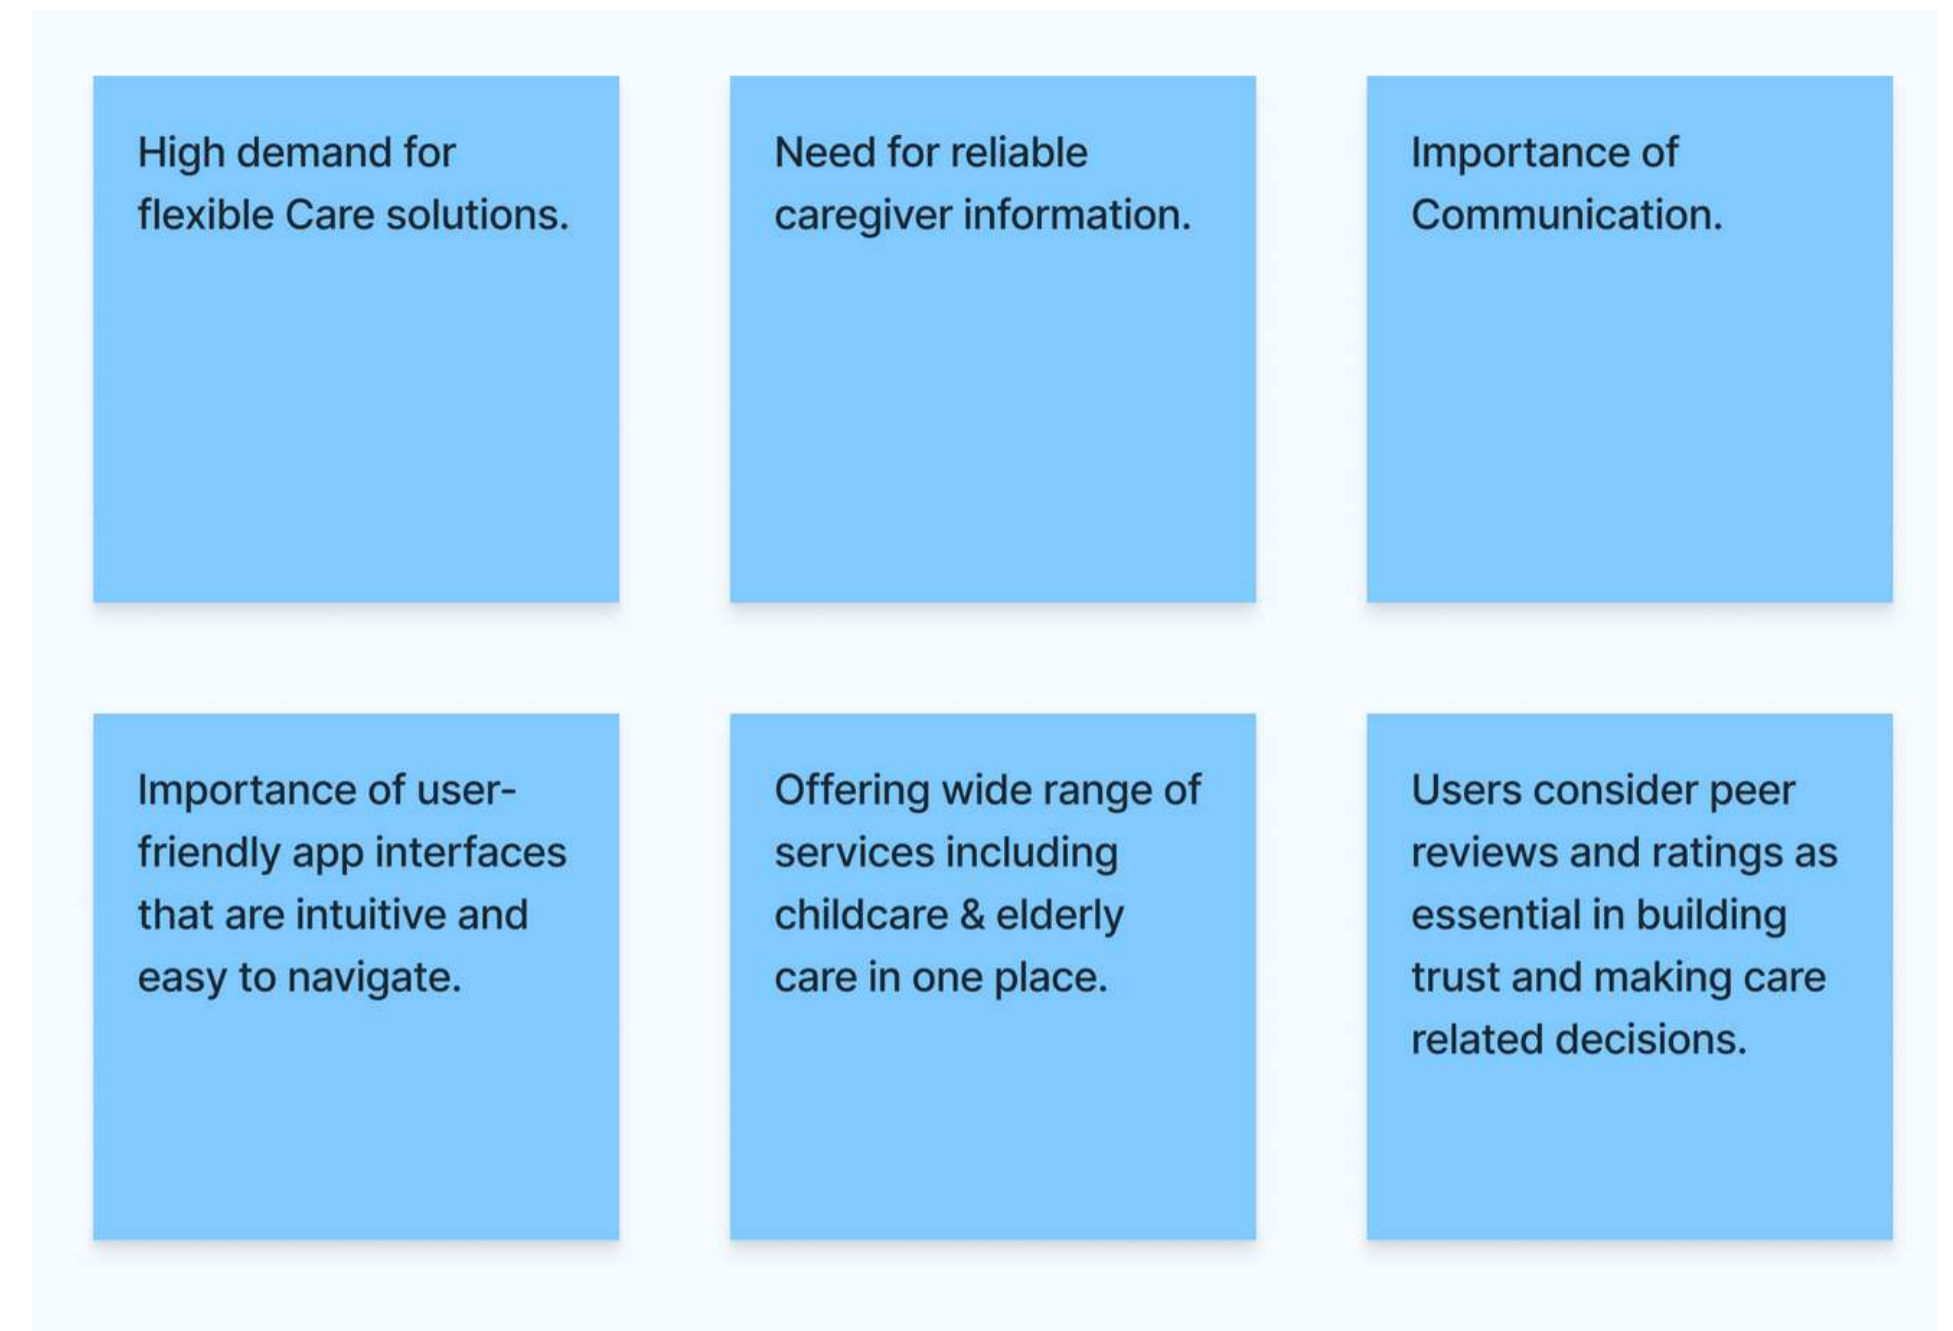 High demand for
flexible Care solutions.
Need for reliable
caregiver information.
Importance of
Communication.
Importance of user-
friendly app interfaces
that are intuitive and
easy to navigate.
Offering wide range of
services including
childcare & elderly
care in one place.
Users consider peer
reviews and ratings as
essential in building
trust and making care
related decisions.